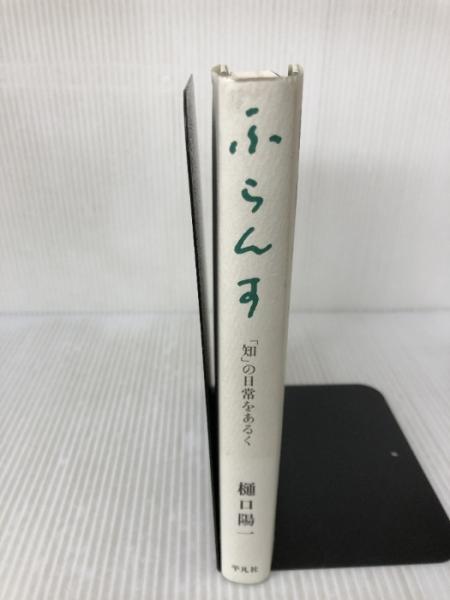 ふらんす
「知」の日常をあるく
樋口陽一
平凡社